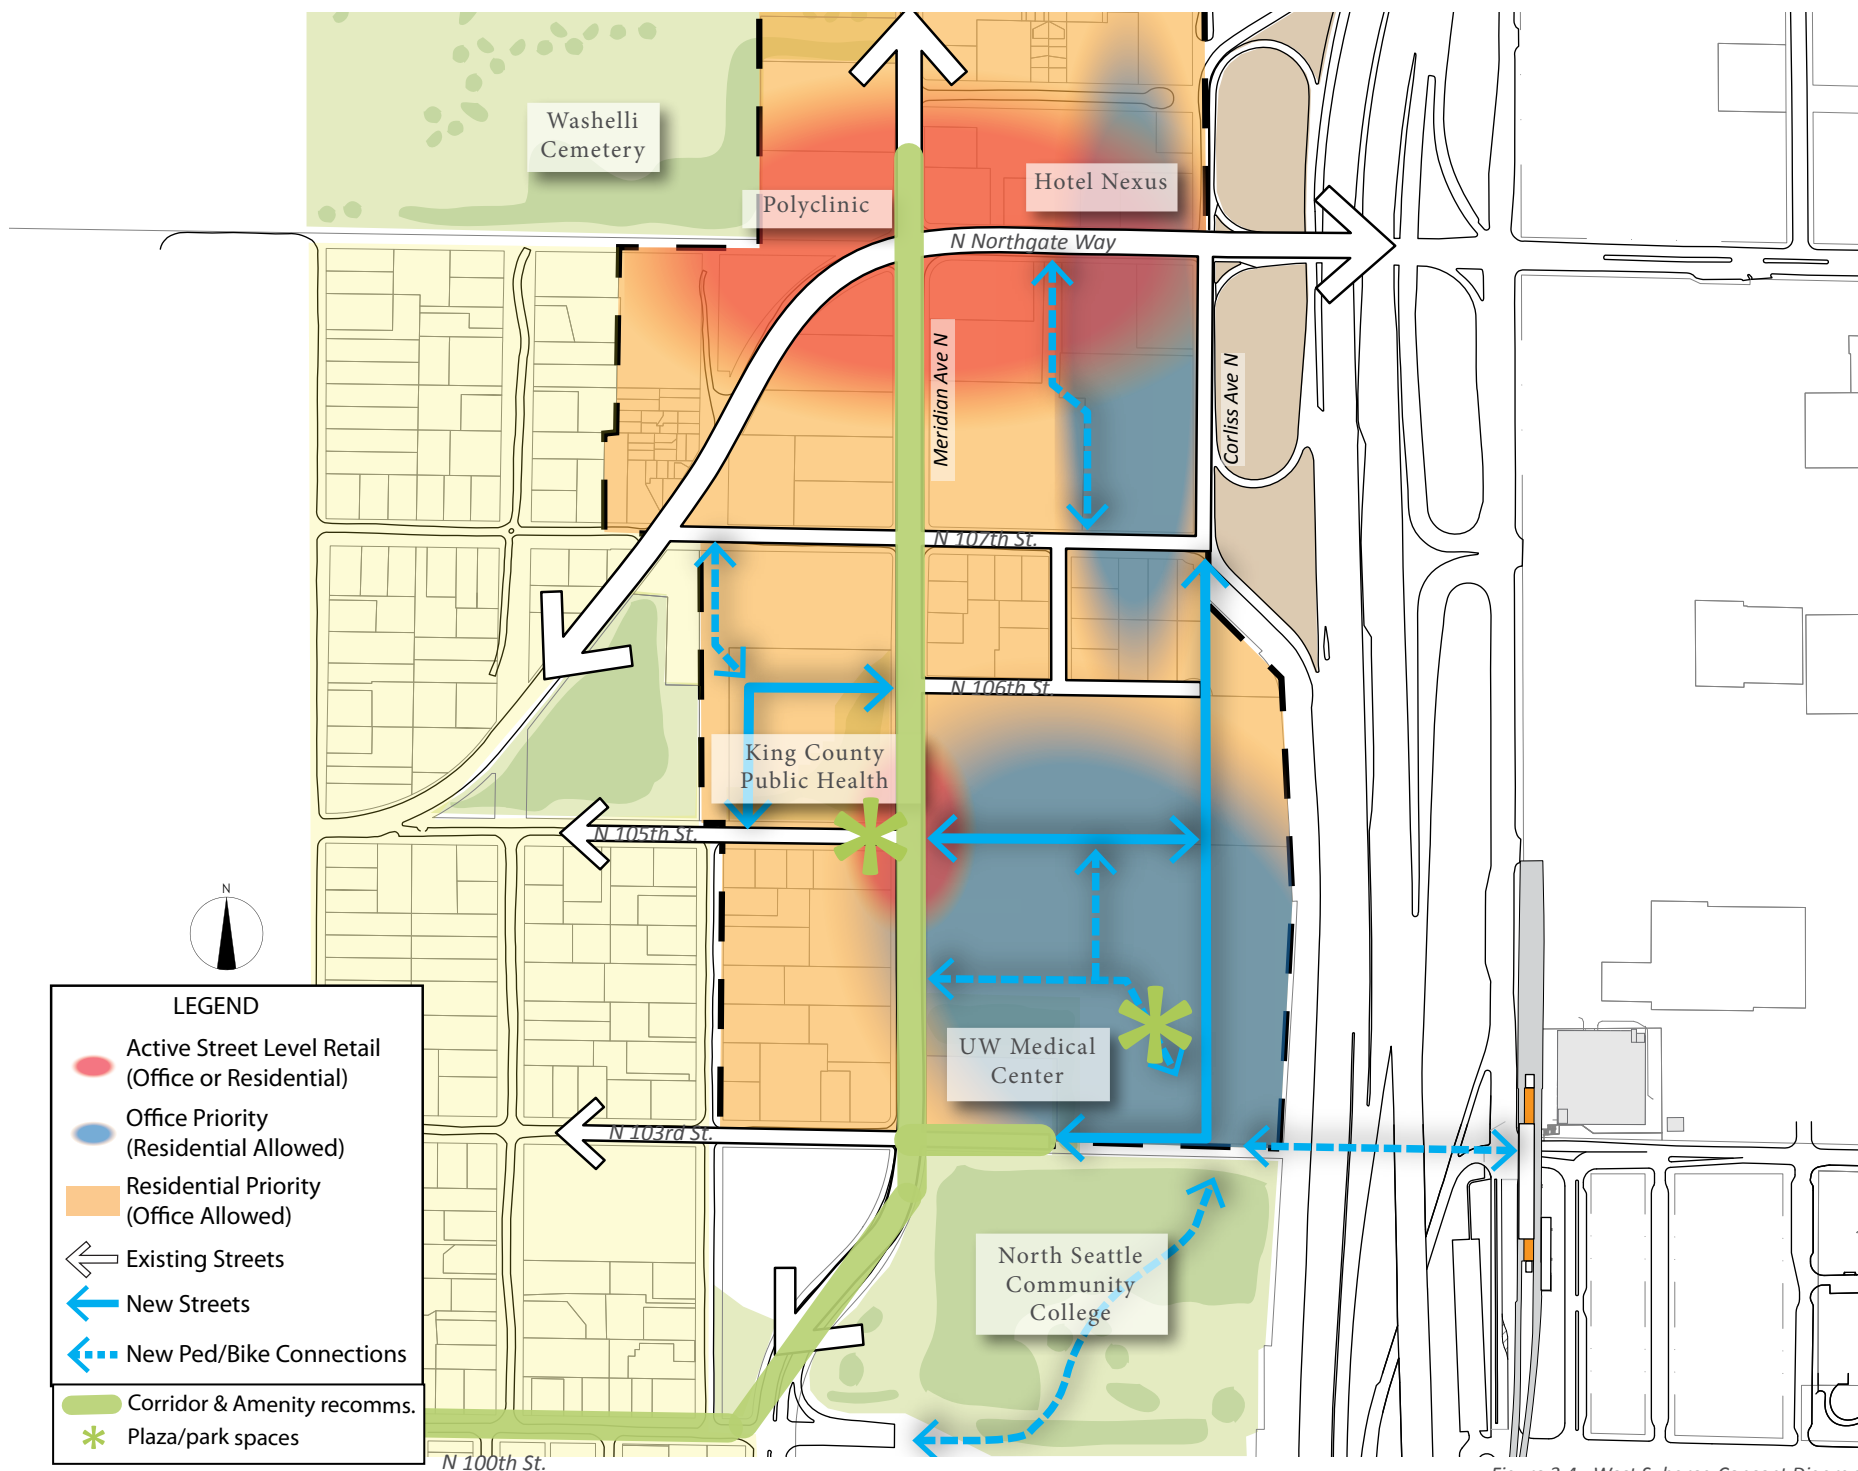 Washelli
Cemetery
Polyclinic
Hotel Nexus
N Northgate Way
Meridian Ave N
Corliss Ave N
N 107th St.
N 106th St.
King County
Public Health
N 105th St.
N
UW Medical
Center
N 103rd St.
North Seattle
Community
College
LEGEND
Active Street Level Retail
(Office or Residential)
Office Priority
(Residential Allowed)
Residential Priority
(Office Allowed)
Existing Streets
New Streets
New Ped/Bike Connections
Corridor & Amenity recomms.
Plaza/park spaces
N 100th St.